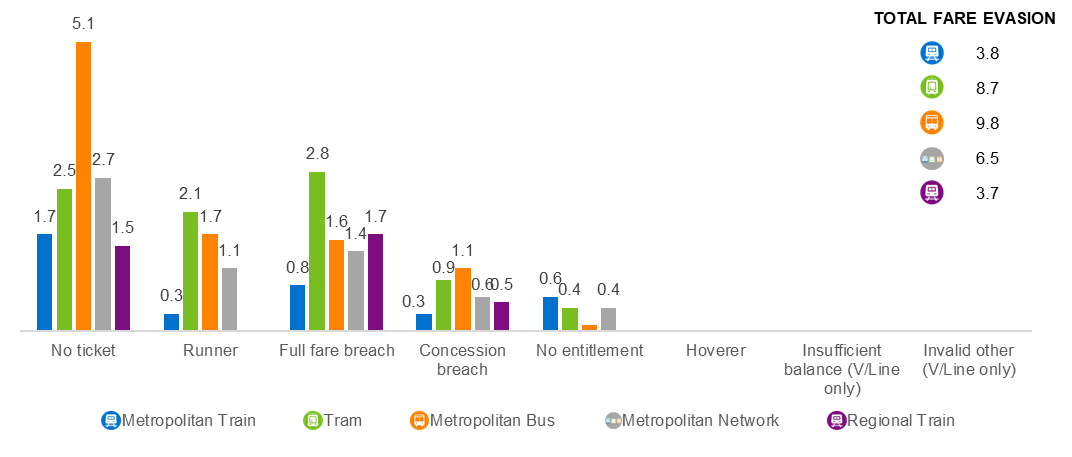 TOTAL FARE EVASION
3.8
8.7
9.8
6.5
3.7
1.7
2.5
5.1
2.7
1.5
0.3
2.1
1.7
1.1
0.8
2.8
1.6
1.4
1.7
0.3
0.9
1.1
0.6
0.5
0.6
0.4
0.4
No ticket
Runner
Full fare breach
Concession
breach
No entitlement
Hoverer
Insufficient
balance (V/Line
only)
Invalid other
(V/Line only)
Metropolitan Train
Tram
Metropolitan Bus
Metropolitan Network
Regional Train